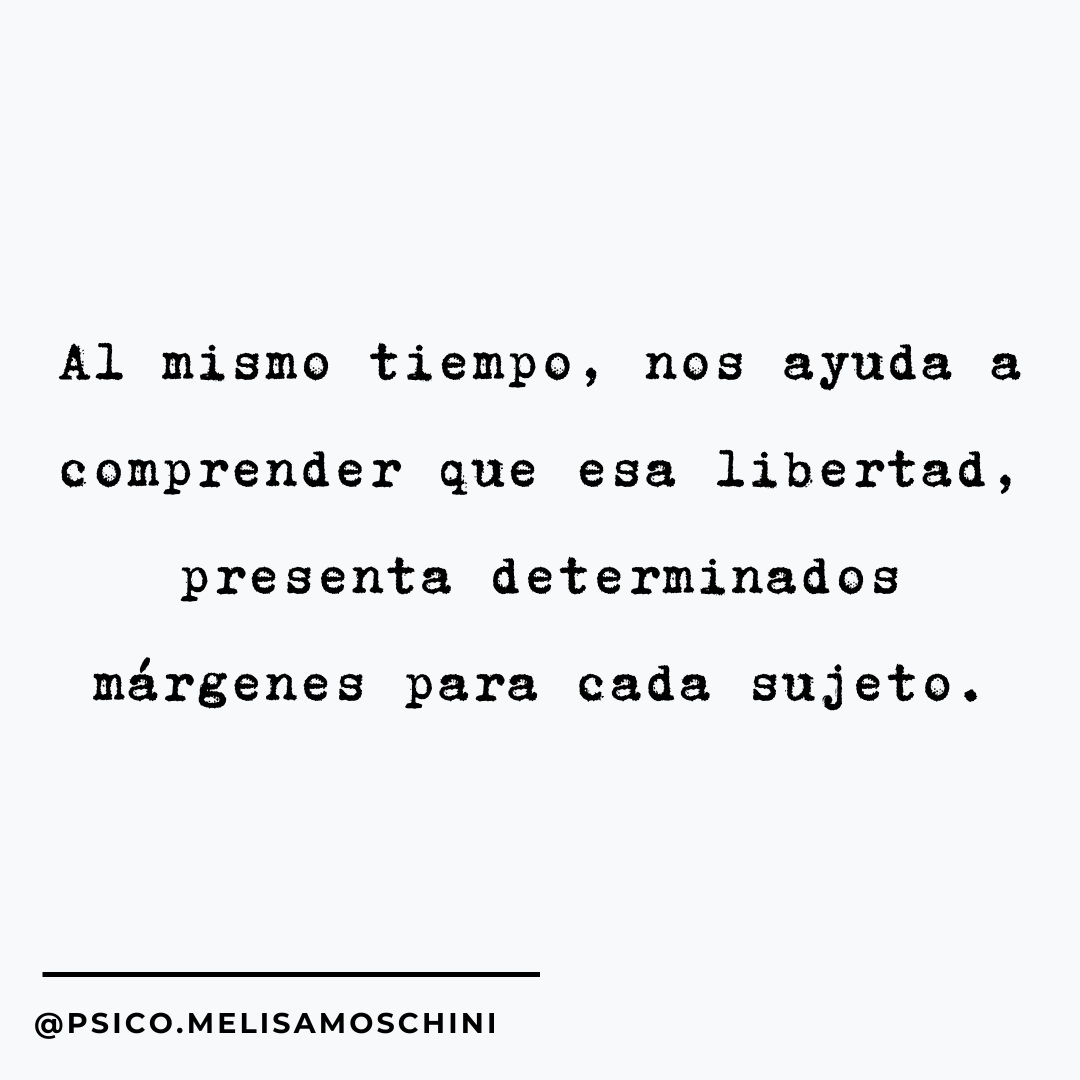 Al mismo tiempo, nos ayuda a
comprender que esa libertad,
presenta determinados
márgenes para cada sujeto.
@PSICO.MELISAMOSCHINI